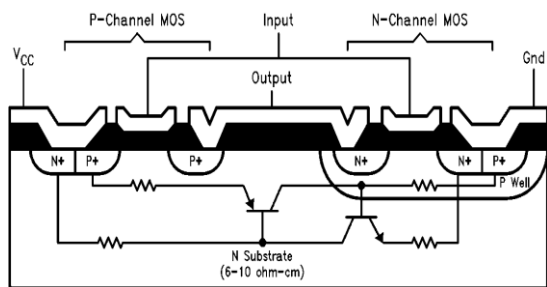 P-Channel MOS
Input
N-Channel MOS
VCC
Output
Gnd
N+ P+ P+ N+ N+ P+
P Well
N Substrate
(6-10 ohm-cm)